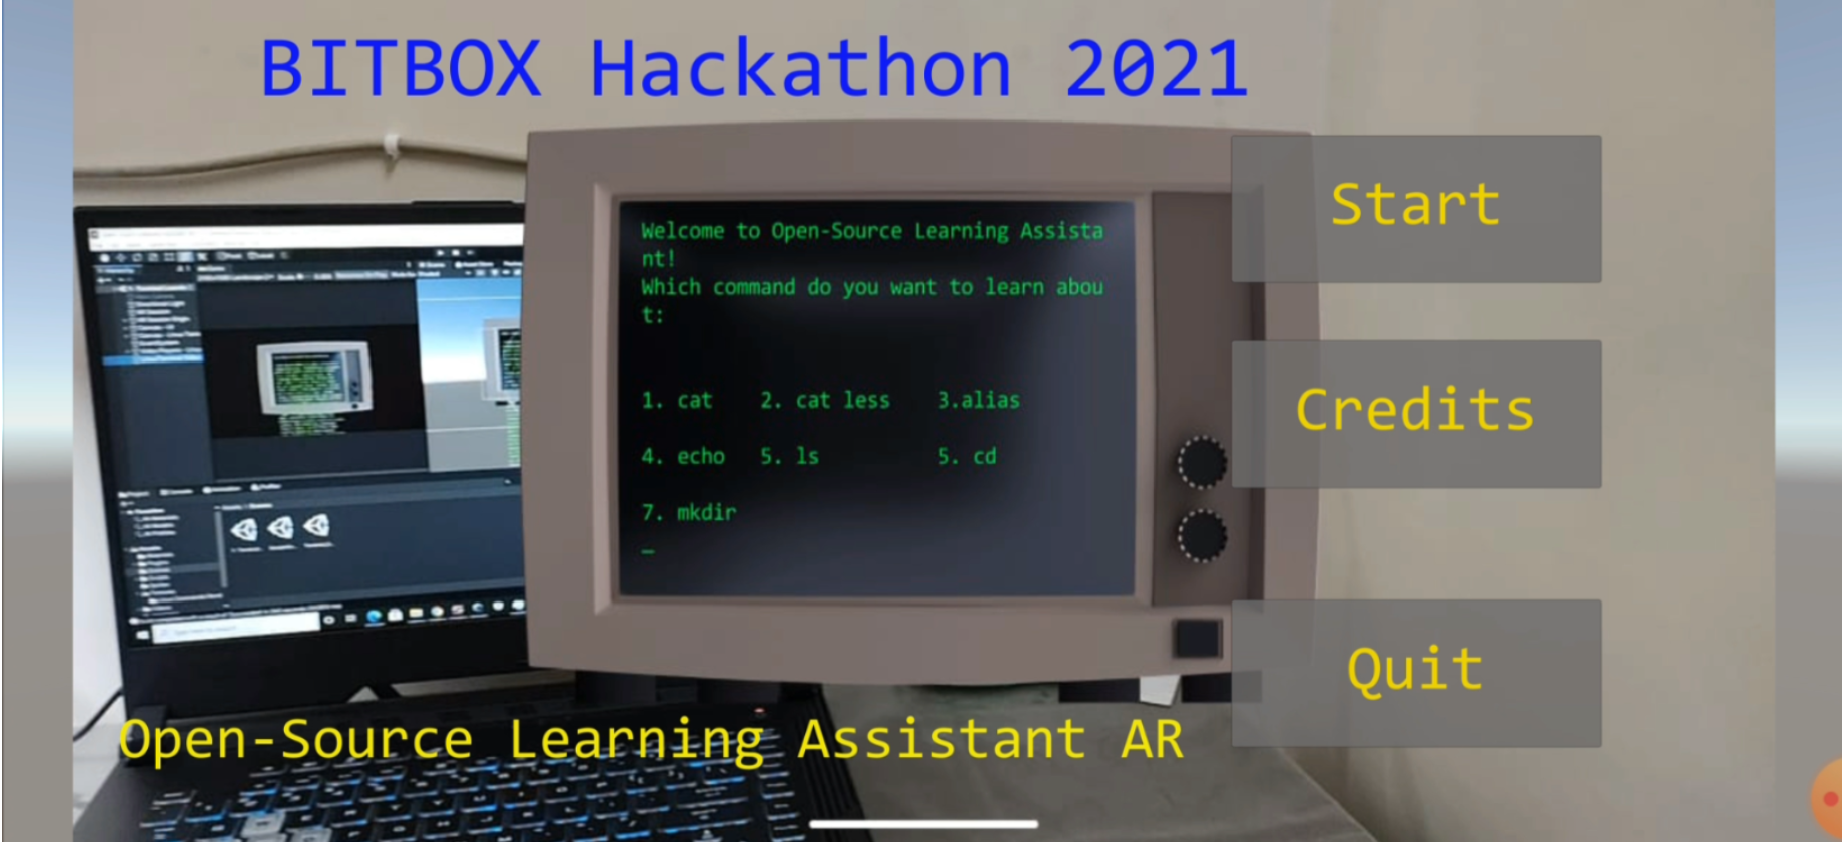 BITBOX Hackathon 2021
Welcome to Open-Source Learning Assista
nt!
Which command do you want to learn abou
t:
1. cat 2. cat less 3.alias
4. echo 5. ls 5. cd
7. mkdir
_
Start
Credits
Quit
Open-Source Learning Assistant AR